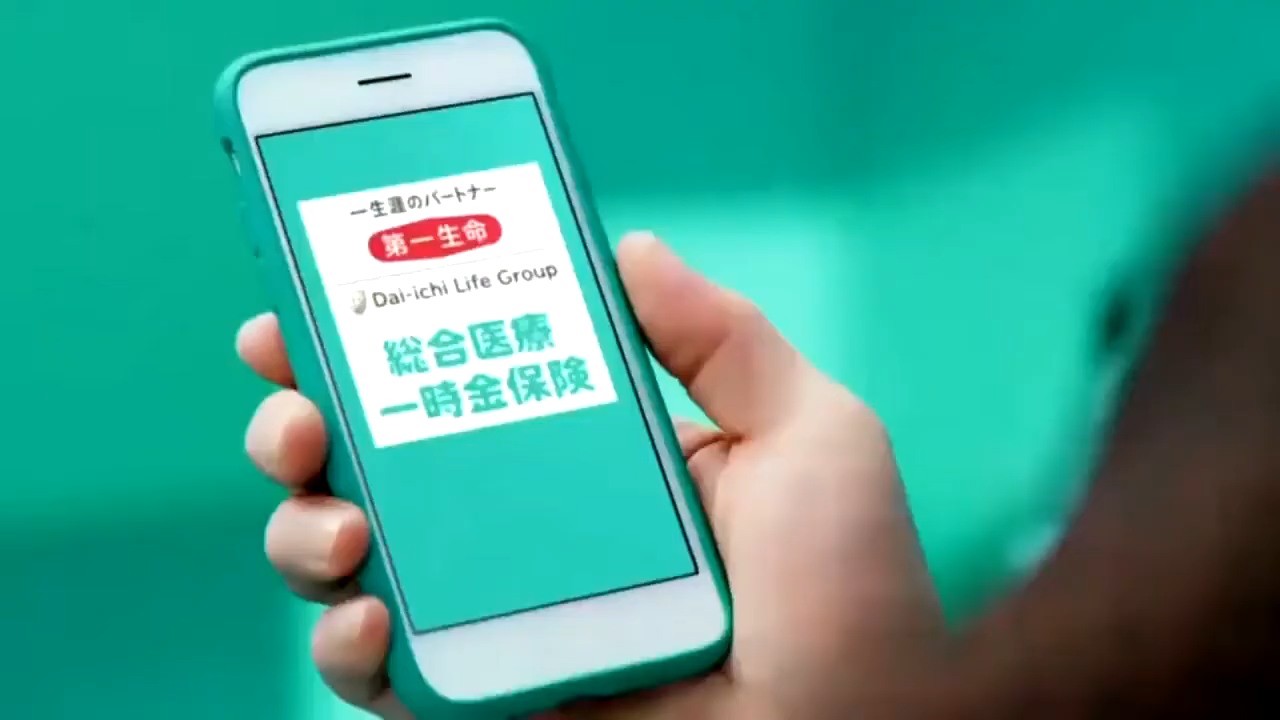 一生涯のパートナー
第一生命
Dai-ichi Life Group
総合医療
一時金保険